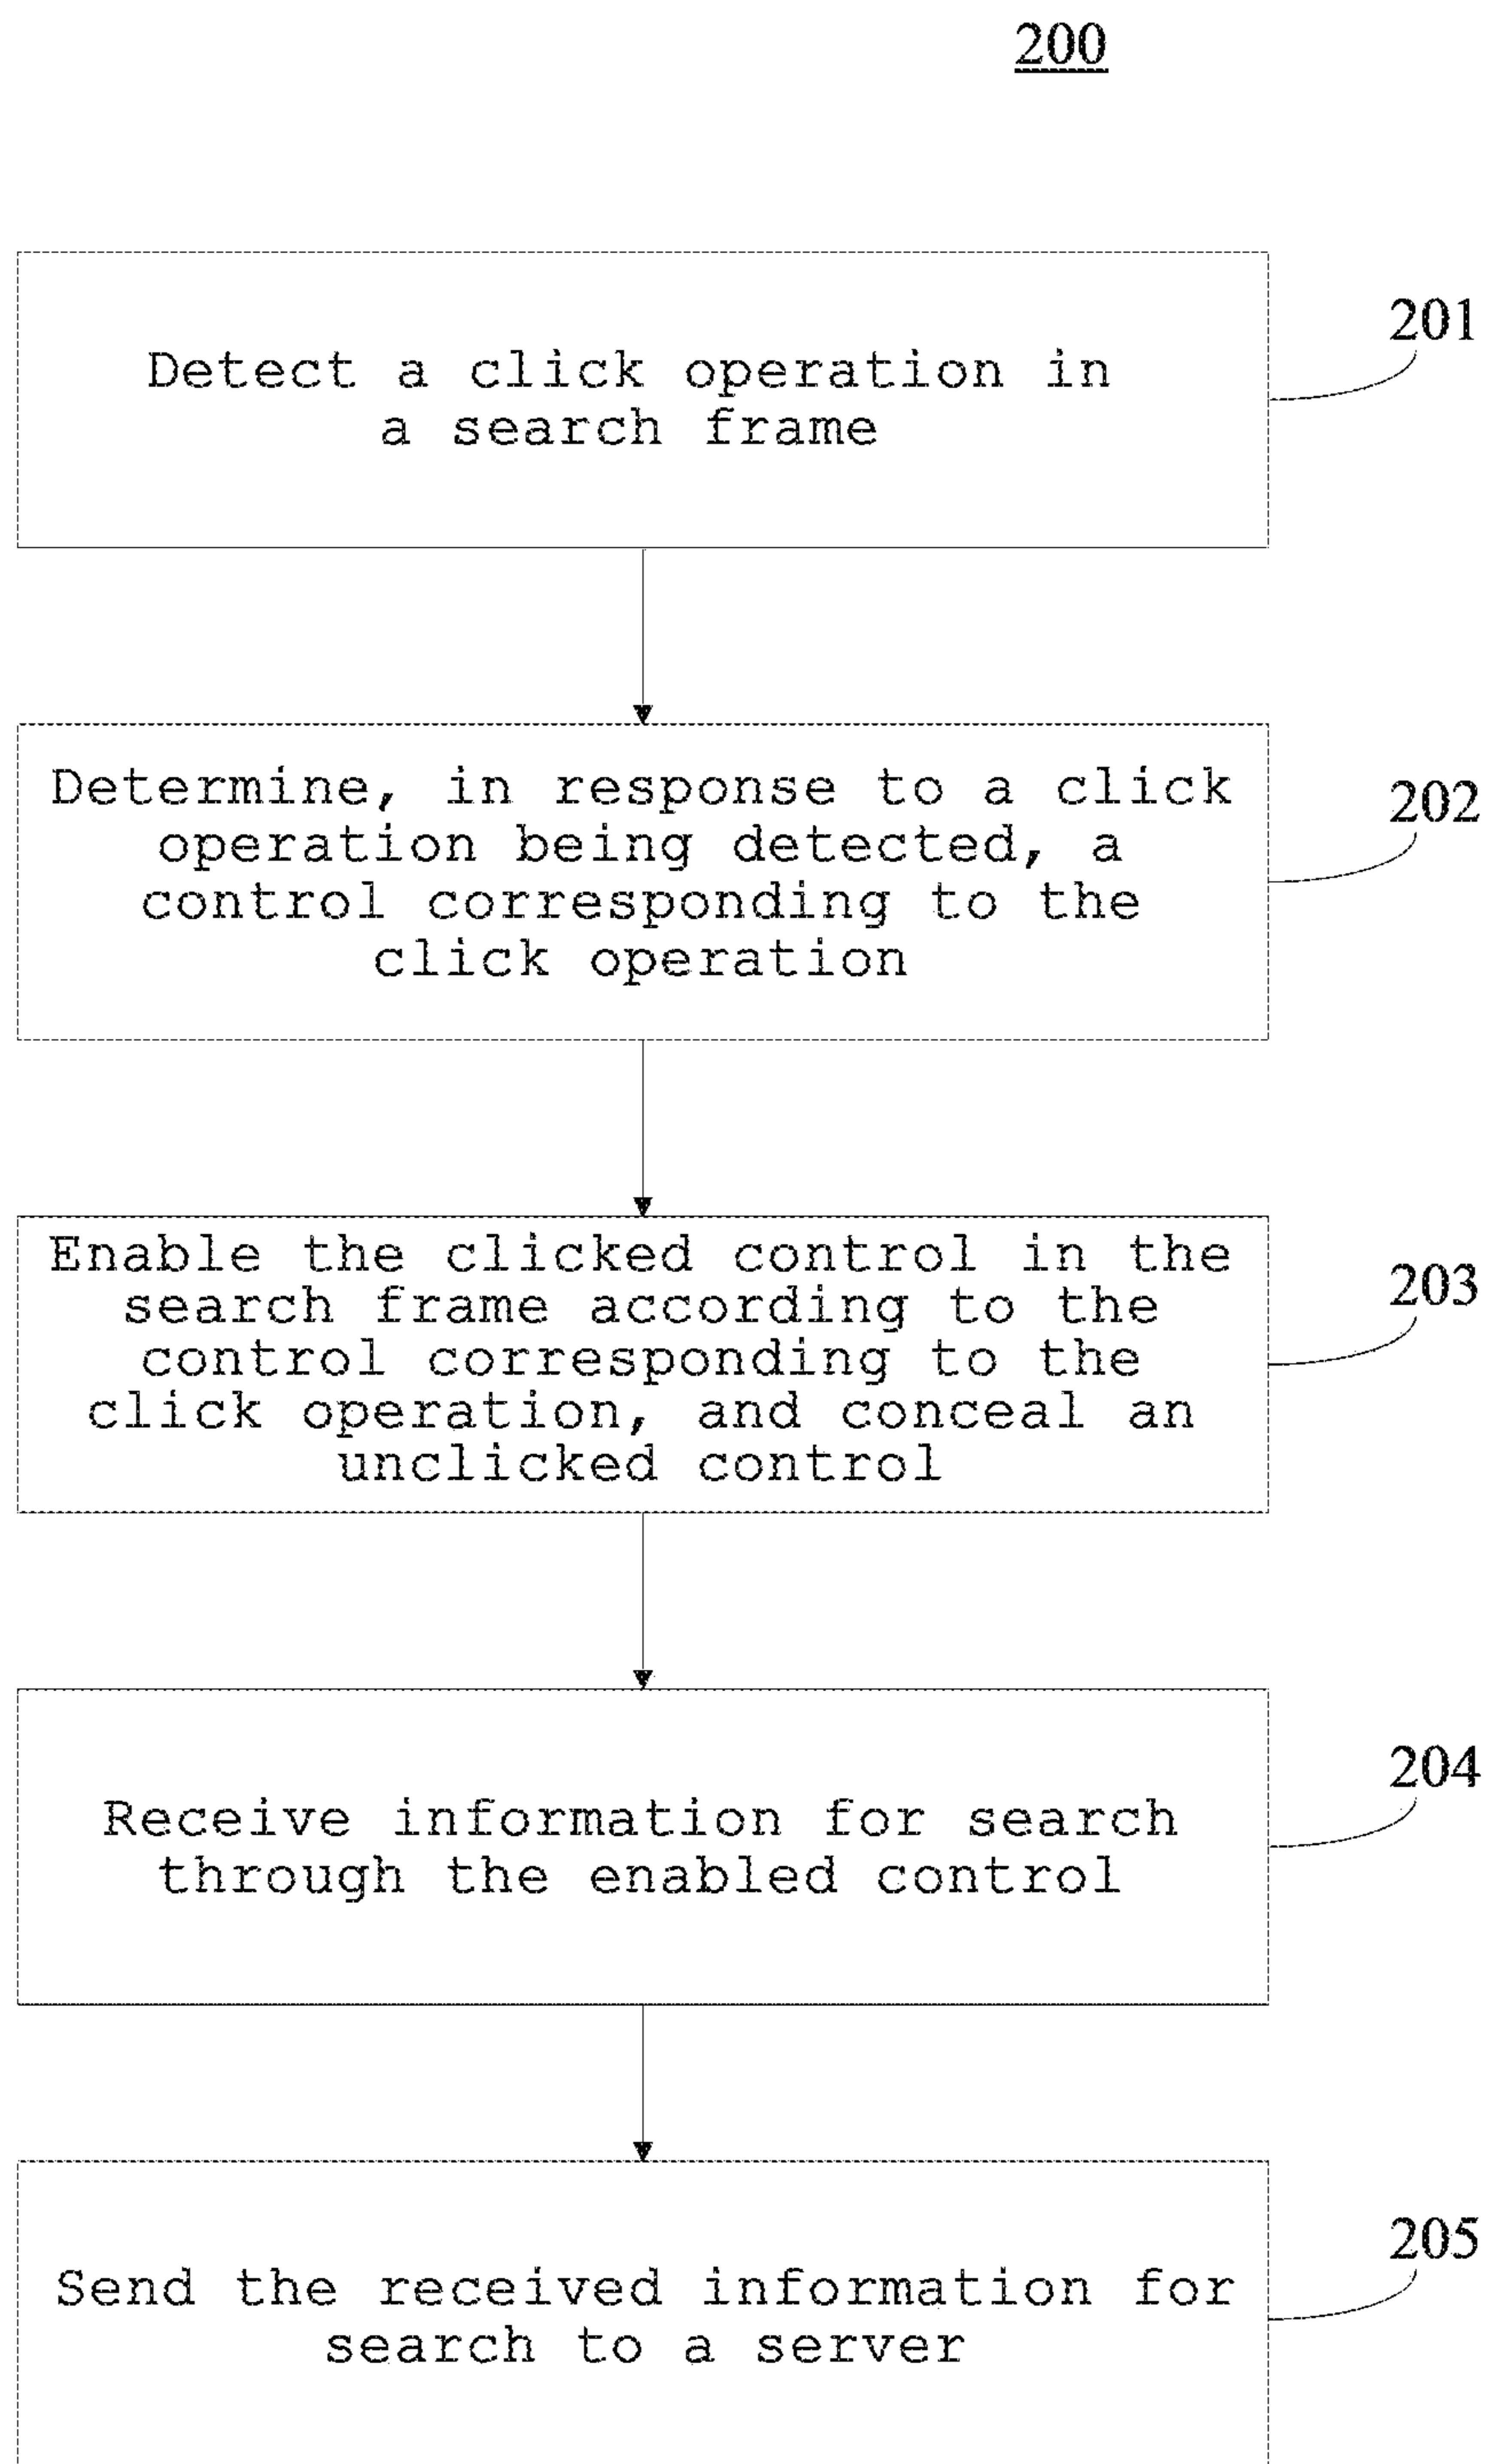 200
Detect a click operation in
a search frame
201
Determine, in response to a click
operation being detected, a
control corresponding to the
click operation
202
Enable the clicked control in the
search frame according to the
control corresponding to the
click operation, and conceal an
unclicked control
203
Receive information for search
through the enabled control
204
Send the received information for
search to a server
205